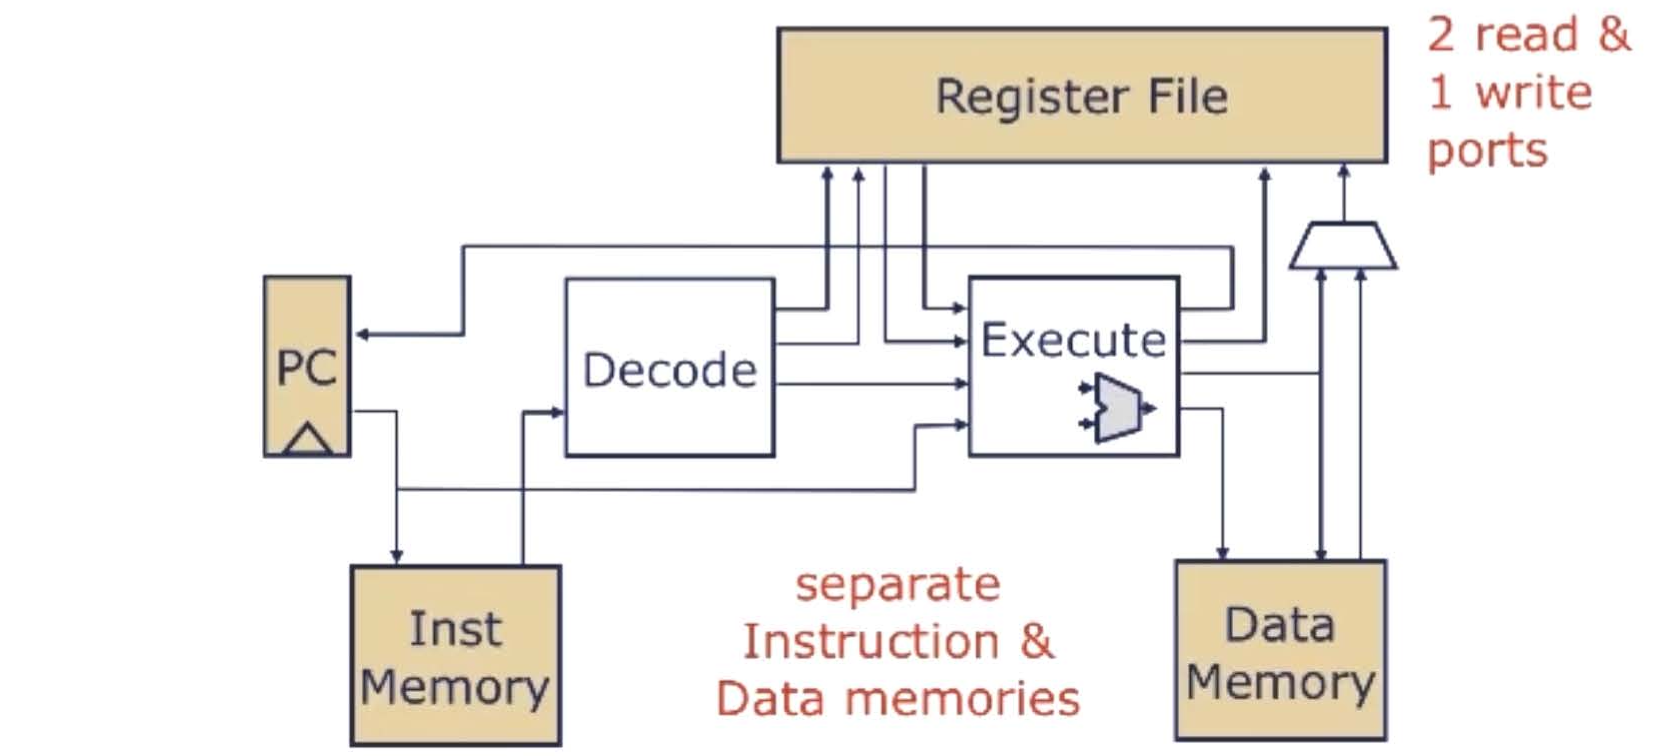 Register File
2 read &
1 write
ports
PC
Decode
Execute
Inst
Memory
separate
Instruction &
Data memories
Data
Memory